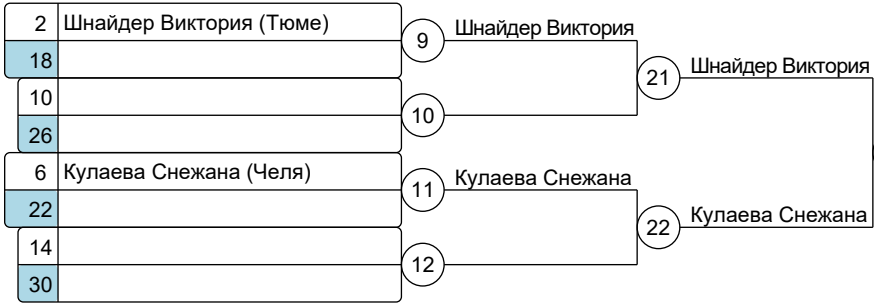 2 Шнайдер Виктория (Тюме)
18
9 Шнайдер Виктория
21 Шнайдер Виктория
10
26
10
6 Кулаева Снежана (Челя)
22
11 Кулаева Снежана
22 Кулаева Снежана
14
30
12